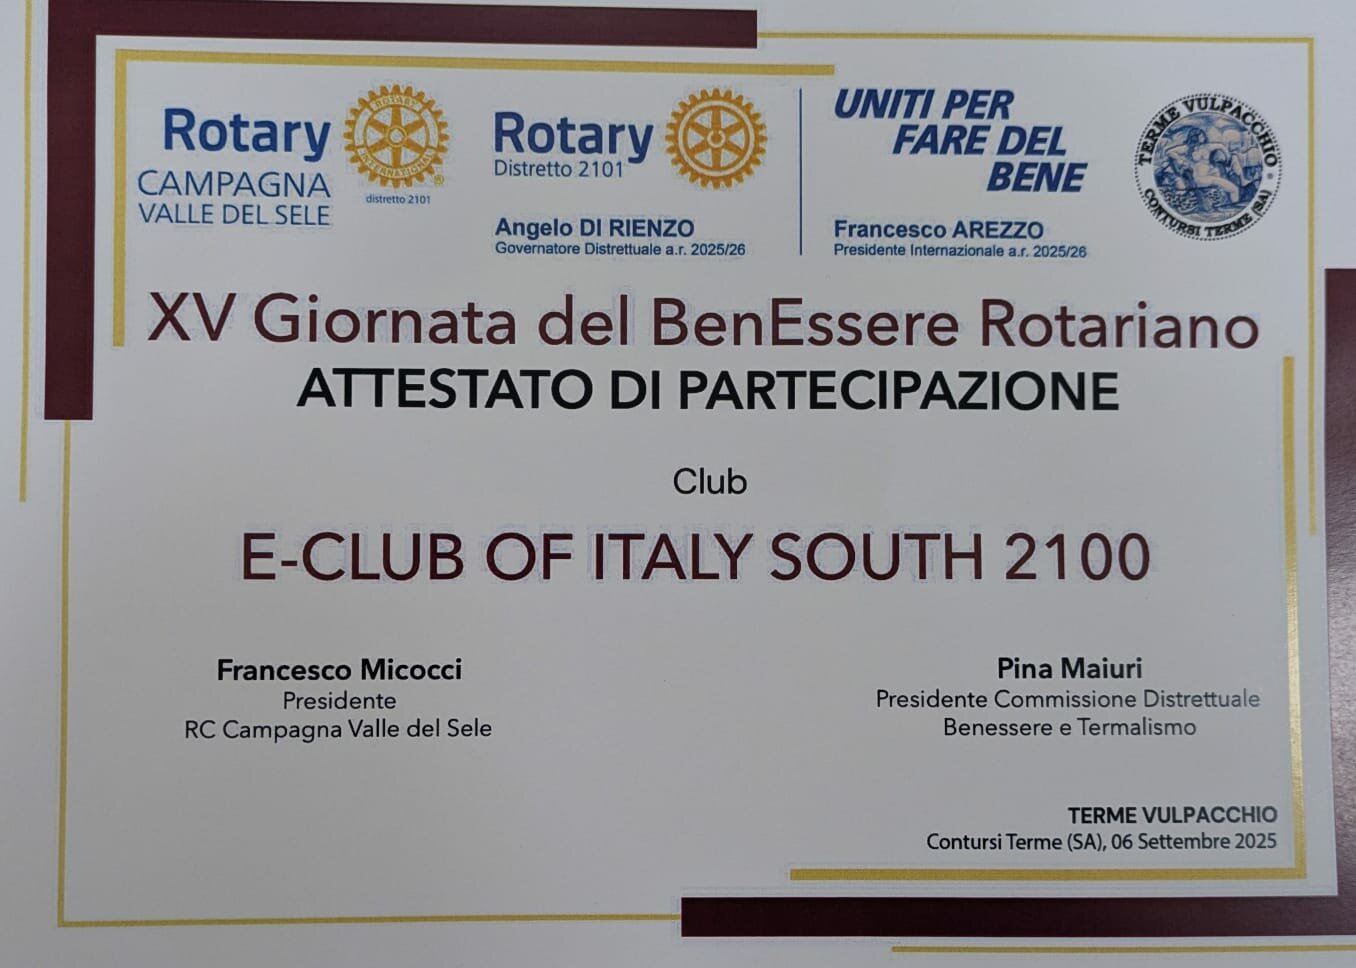 Rotary
CAMPAGNA
VALLE DEL SELE
ROTARY
INTERNATIONAL
distretto 2101
Rotary
Distretto 2101
Angelo DI RIENZO
Governatore Distrettuale a.r. 2025/26
UNITI PER
FARE DEL
BENE
Francesco AREZZO
Presidente Internazionale a.r. 2025/26
TERME VULPACCHIO
CONTURSI TERME (SA)
XV Giornata del BenEssere Rotariano
ATTESTATO DI PARTECIPAZIONE
Club
E-CLUB OF ITALY SOUTH 2100
Francesco Micocci
Presidente
RC Campagna Valle del Sele
Pina Maiuri
Presidente Commissione Distrettuale
Benessere e Termalismo
TERME VULPACCHIO
Contursi Terme (SA), 06 Settembre 2025